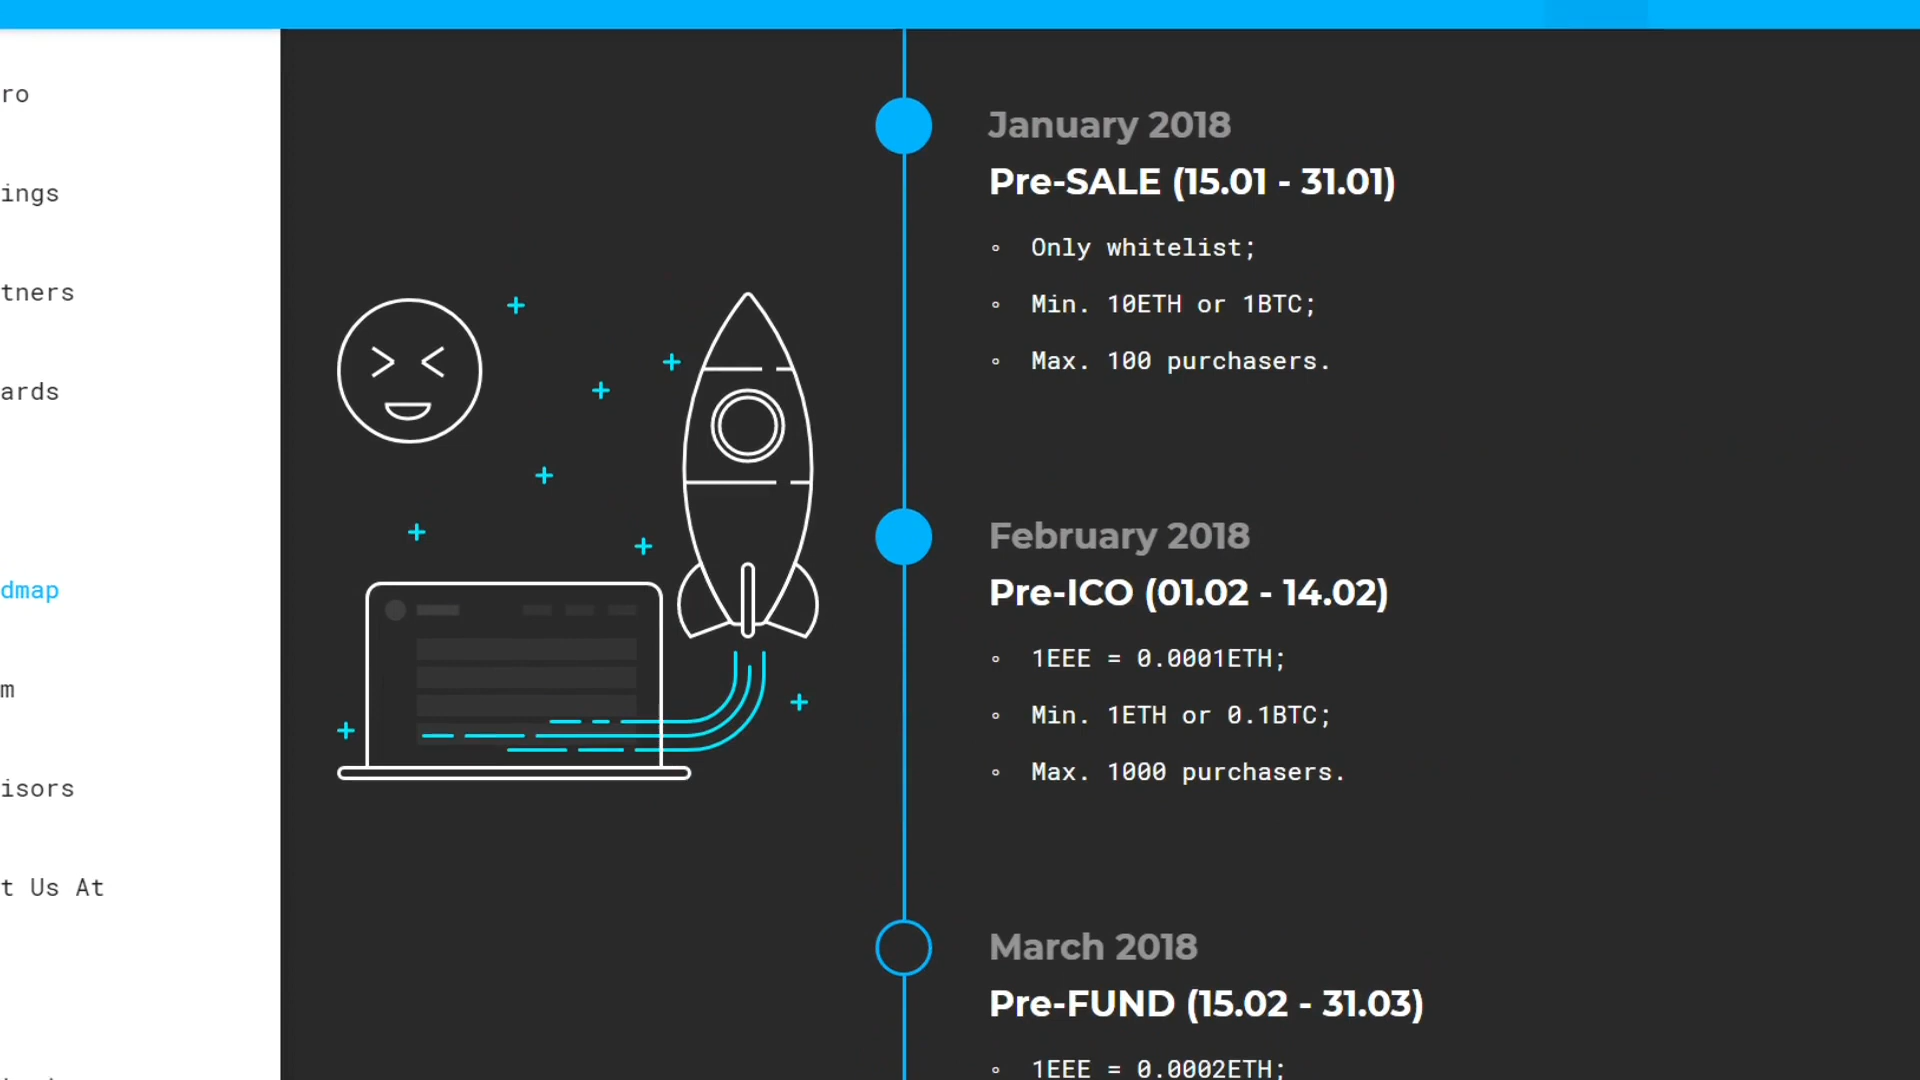 ro
ings
tners
ards
dmap
m
isors
t Us At
January 2018
Pre-SALE (15.01 - 31.01)
Only whitelist;
Min. 10ETH or 1BTC;
Max. 100 purchasers.
February 2018
Pre-ICO (01.02 - 14.02)
1EEE = 0.0001ETH;
Min. 1ETH or 0.1BTC;
Max. 1000 purchasers.
March 2018
Pre-FUND (15.02 - 31.03)
1EEE = 0.0002ETH;